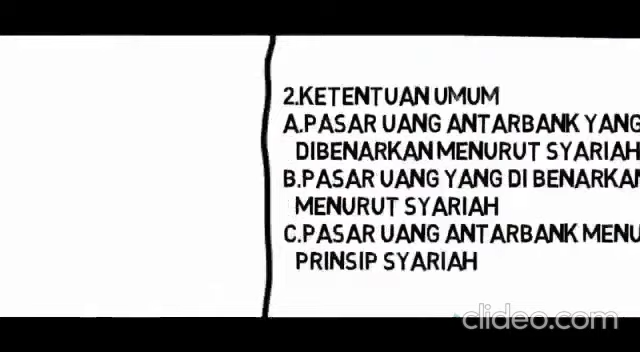 2.KETENTUAN UMUM
A.PASAR UANG ANTARBANK YANG
DIBENARKAN MENURUT SYARIAH
B.PASAR UANG YANG DI BENARKAN
MENURUT SYARIAH
C.PASAR UANG ANTARBANK MENU
PRINSIP SYARIAH
clideo.com